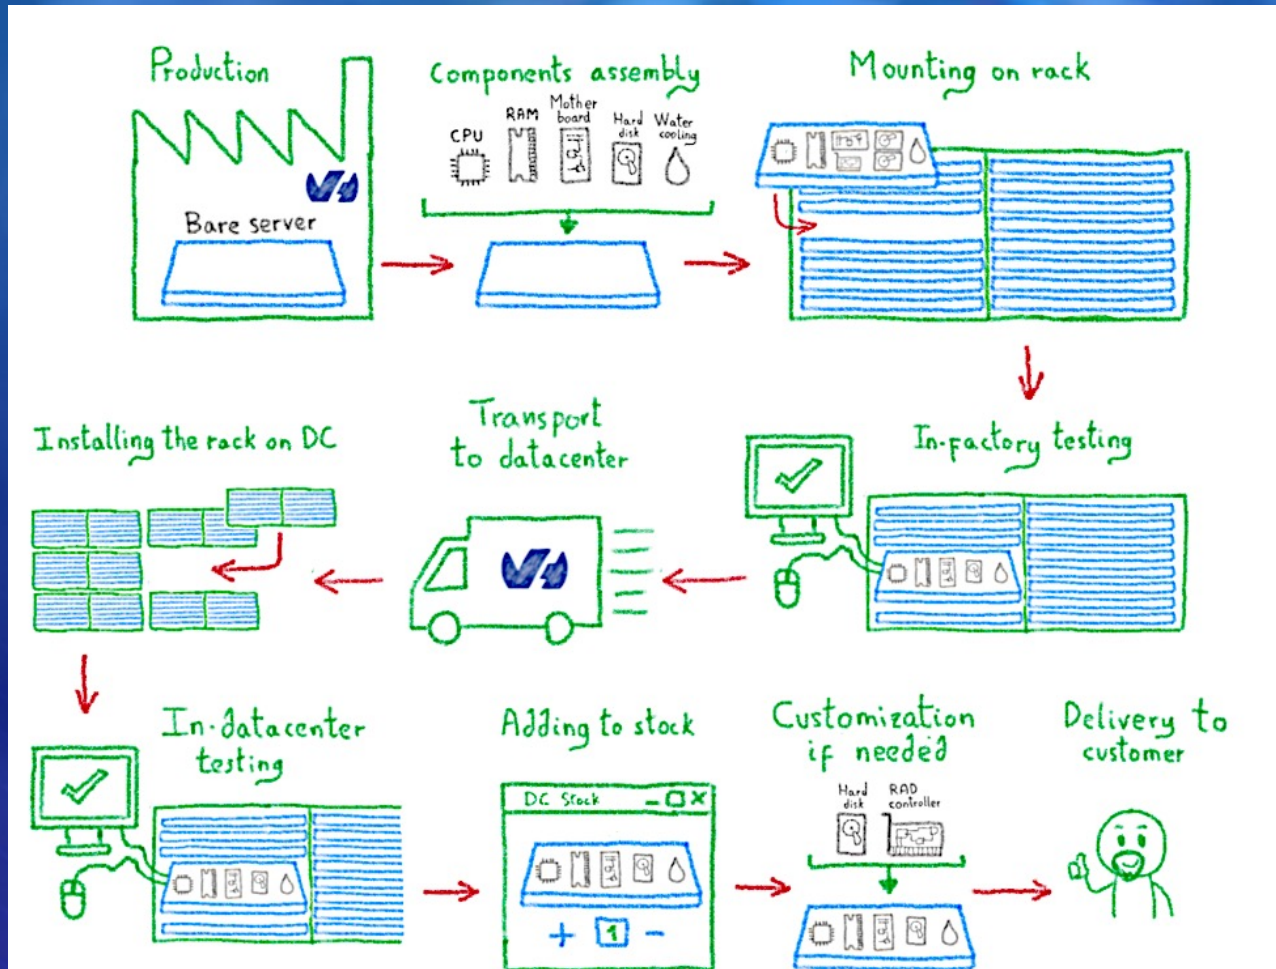 Production
Bare server
Components assembly
CPU
RAM
Mother
board
Hard
disk
Water
cooling
Mounting on rack
In-factory testing
Transport
to datacenter
Installing the rack on DC
In-datacenter
testing
Adding to stock
DC Stock
+ 1 -
Customization
if needed
Hard
disk
RAD
controller
Delivery to
customer